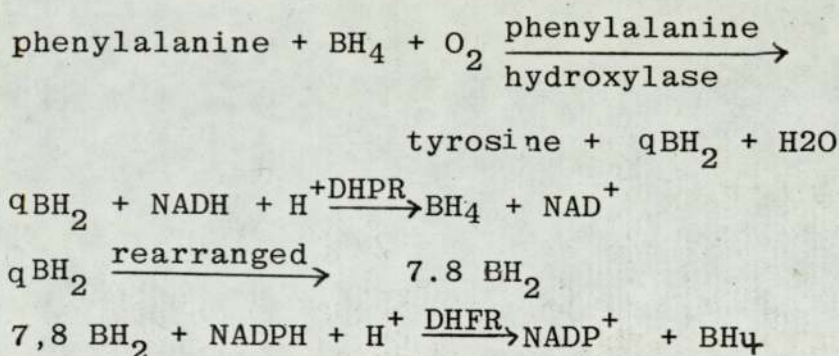 phenylalanine + BH4 + O2 phenylalanine hydroxylase →
tyrosine + qBH2 + H2O
qBH2 + NADH + H+ DHPR → BH4 + NAD+
qBH2 rearranged → 7.8 BH2
7,8 BH2 + NADPH + H+ DHFR → NADP+ + BH4